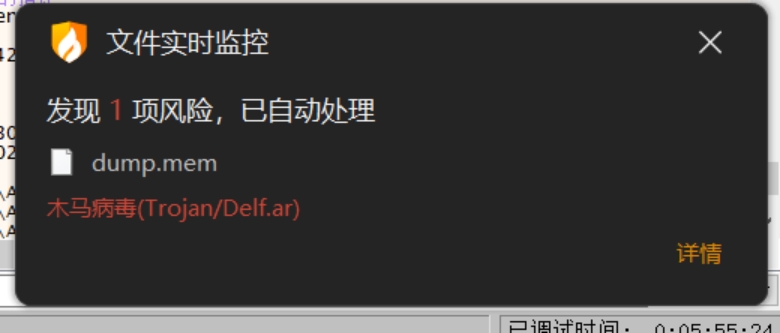 文件实时监控
发现 1 项风险，已自动处理
dump.mem
木马病毒(Trojan/Delf.ar)
详情
已调试时间： 0:05:55:24